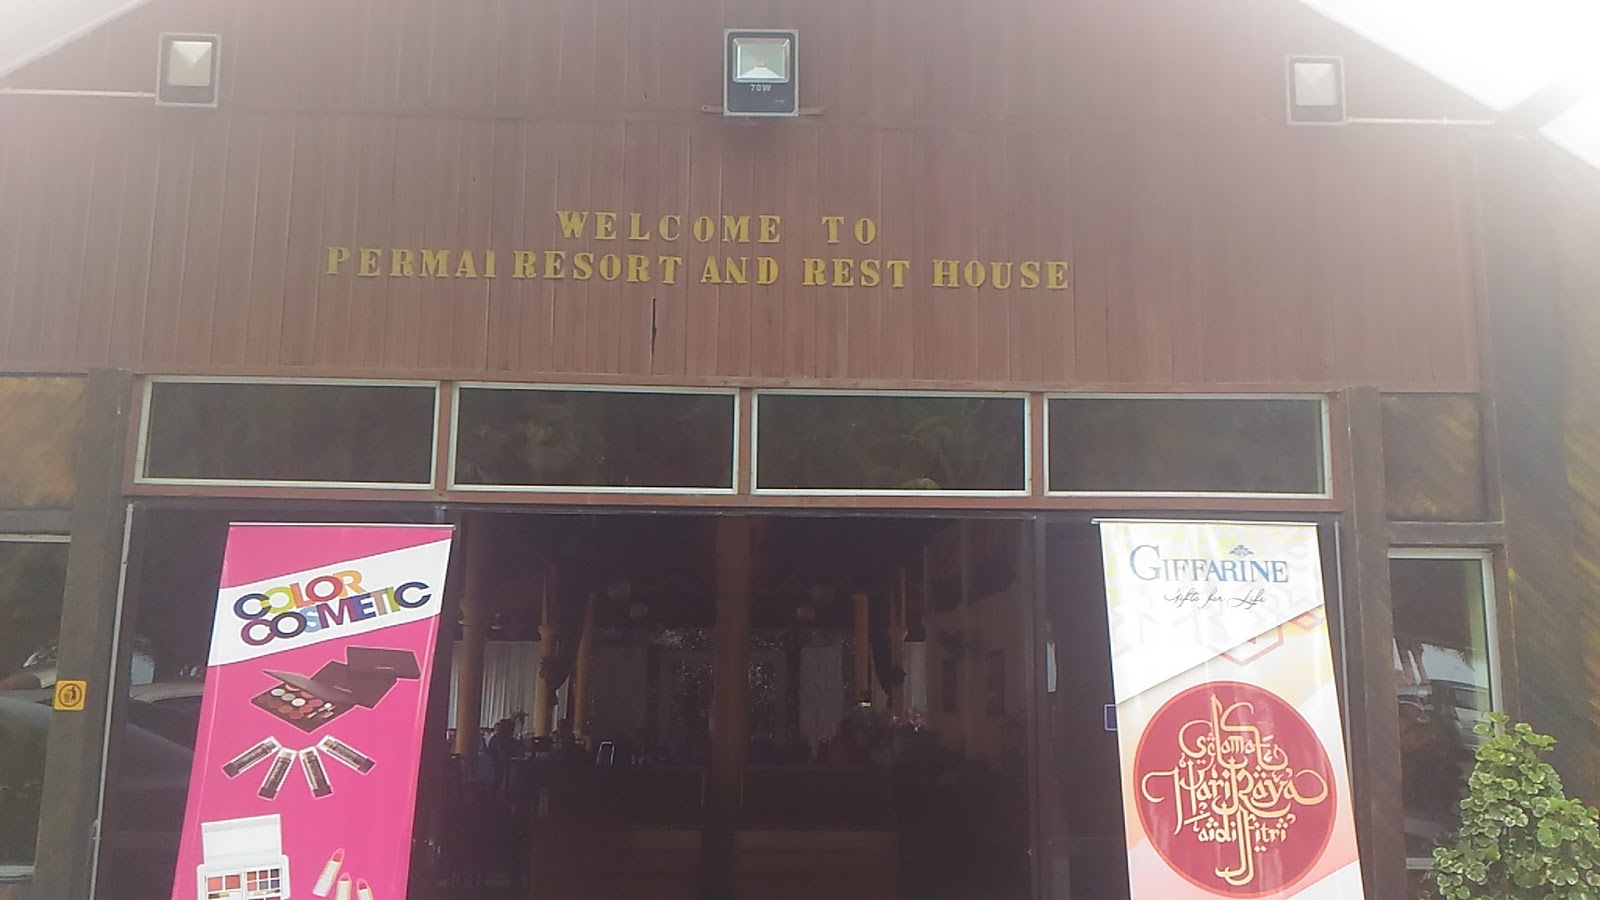 70W
WELCOME TO
PERMAI RESORT AND REST HOUSE
COLOR
COSMETIC
GIFFARINE
Gifts for Life
Selamat
Hari Raya
aidilfitri